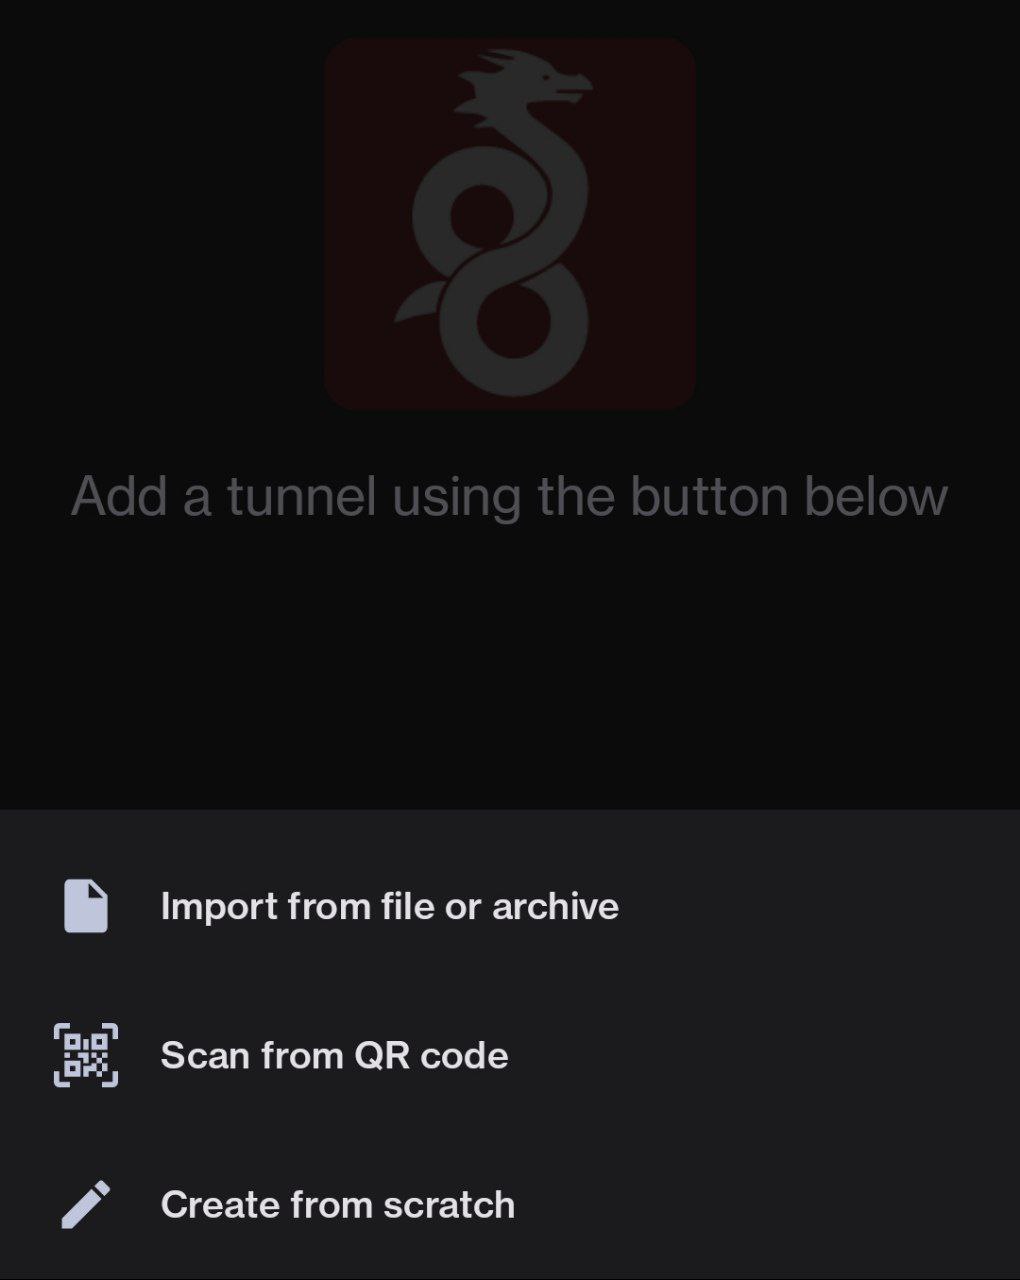 Add a tunnel using the button below
Import from file or archive
Scan from QR code
Create from scratch